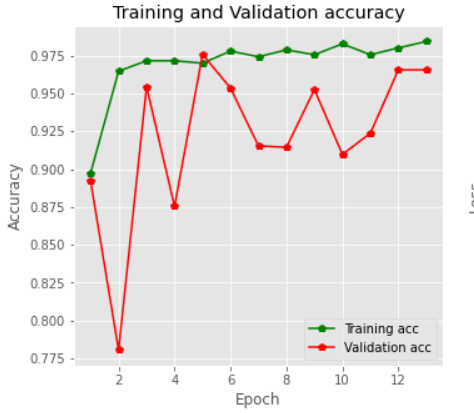 Training and Validation accuracy
0.975
0.950
0.925
0.900
0.875
0.850
0.825
0.800
0.775
Accuracy
2
4
6
8
10
12
Epoch
Training acc
Validation acc
Loss